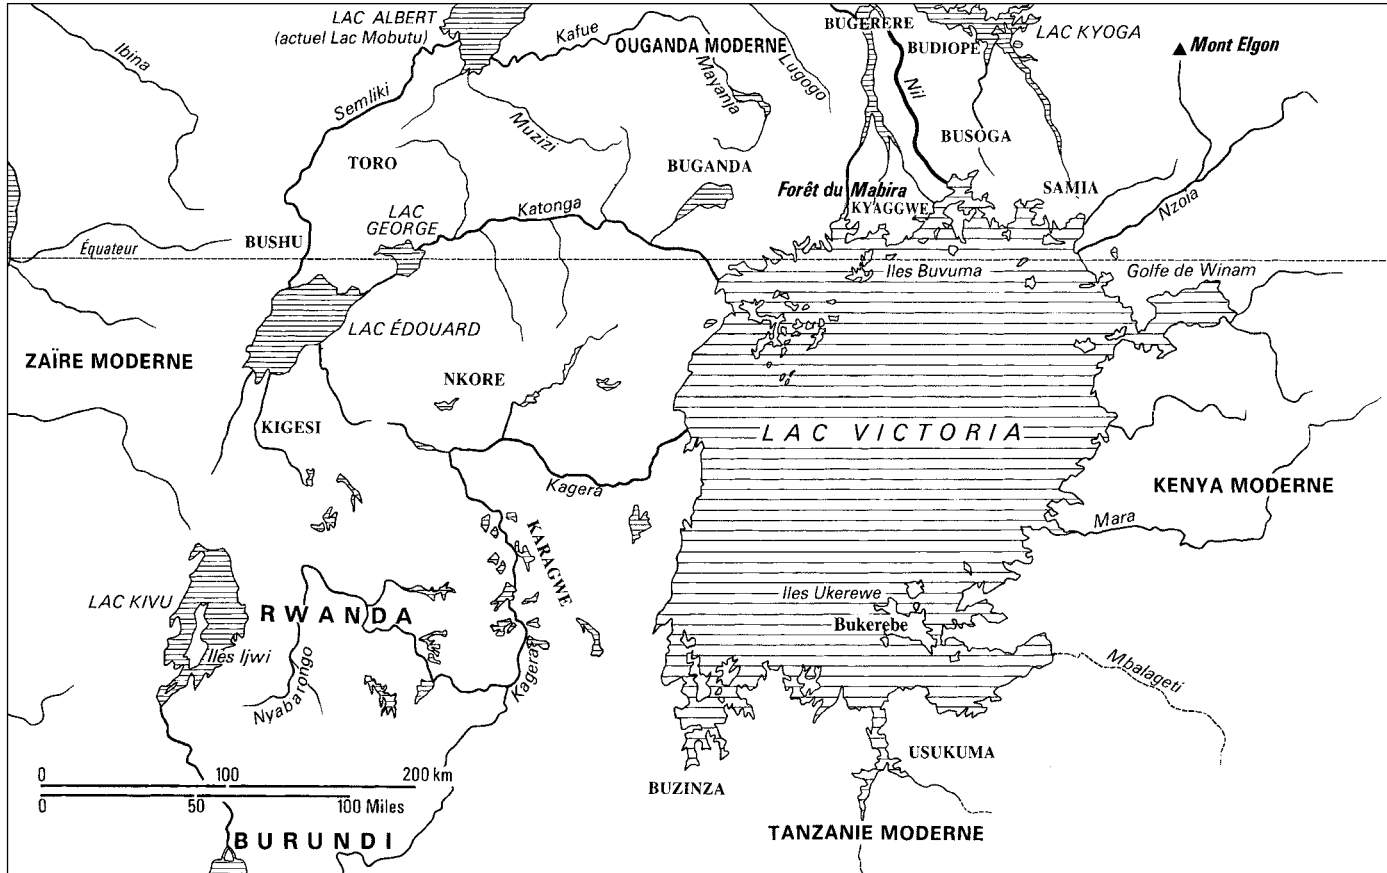 LAC ALBERT
(actuel Lac Mobutu)
Ibina
Kafue
OUGANDA MODERNE
Lugogo
BUGERERE
BUDIOPE
LAC KYOGA
Mont Elgon
Semliki
Mayanja
Nil
Muzizi
TORO
BUGANDA
BUSOGA
Forêt du Mabira
KYAGGWE
SAMIA
Nzoia
LAC
GEORGE
Katonga
BUSHU
Équateur
Iles Buvuma
Golfe de Winam
LAC ÉDOUARD
ZAÏRE MODERNE
NKORE
KIGESI
LAC VICTORIA
Kagera
KENYA MODERNE
Mara
KARAGWE
LAC KIVU
RWANDA
Iles Ukerewe
Bukerebe
Iles Ijwi
Nyabarongo
Kagera
Mbalageti
USUKUMA
BUZINZA
0 100 200 km
0 50 100 Miles
BURUNDI
TANZANIE MODERNE